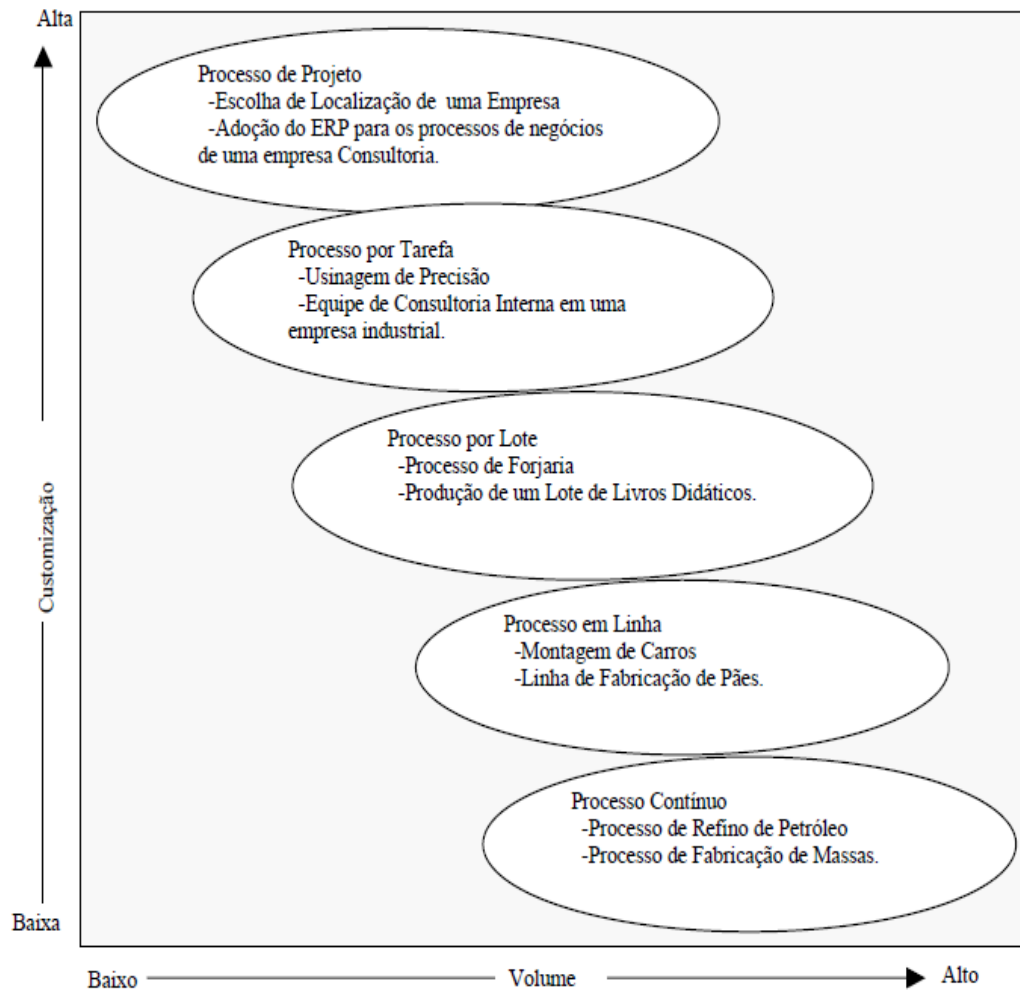 Alta
Processo de Projeto
-Escolha de Localização de uma Empresa
-Adoção do ERP para os processos de negócios
de uma empresa Consultoria.
Processo por Tarefa
-Usinagem de Precisão
-Equipe de Consultoria Interna em uma
empresa industrial.
Processo por Lote
-Processo de Forjaria
-Produção de um Lote de Livros Didáticos.
Customização
Processo em Linha
-Montagem de Carros
-Linha de Fabricação de Pães.
Processo Contínuo
-Processo de Refino de Petróleo
-Processo de Fabricação de Massas.
Baixa
Baixo
Volume
Alto